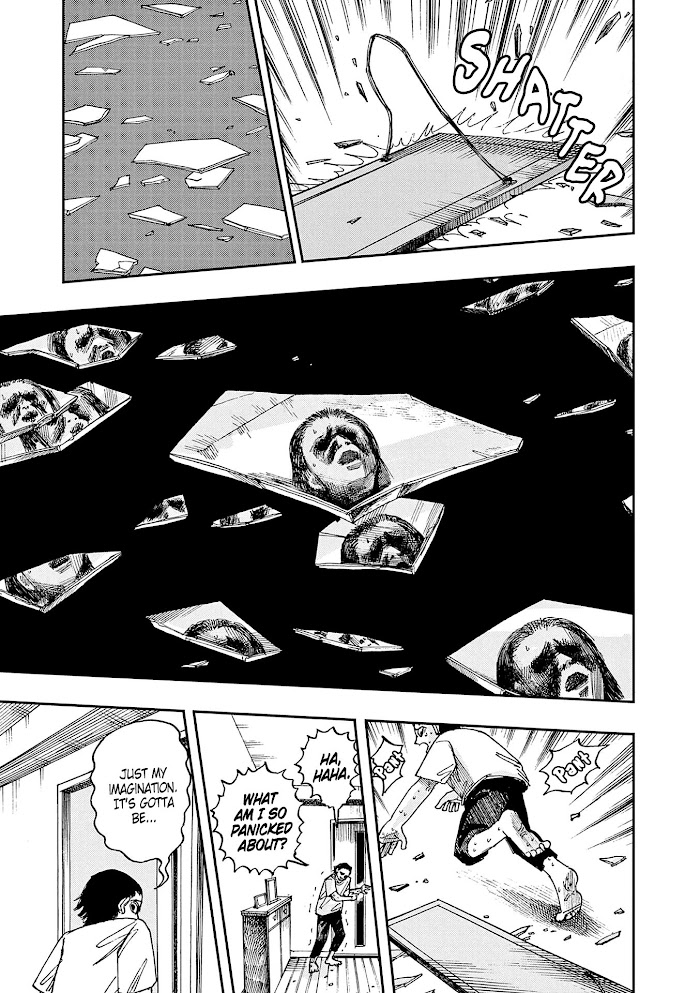 SHATTER
Pant
Pant
HA,
HAHA.
WHAT
AM I SO
PANICKED
ABOUT?
JUST MY
IMAGINATION.
IT'S GOTTA
BE...